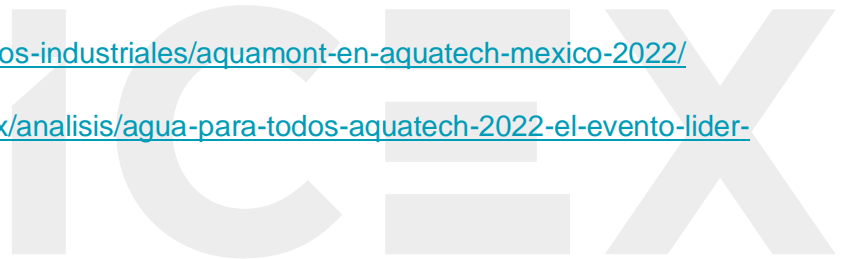 os-industriales/aquamont-en-aquatech-mexico-2022/
x/analisis/agua-para-todos-aquatech-2022-el-evento-lider-
ICEX